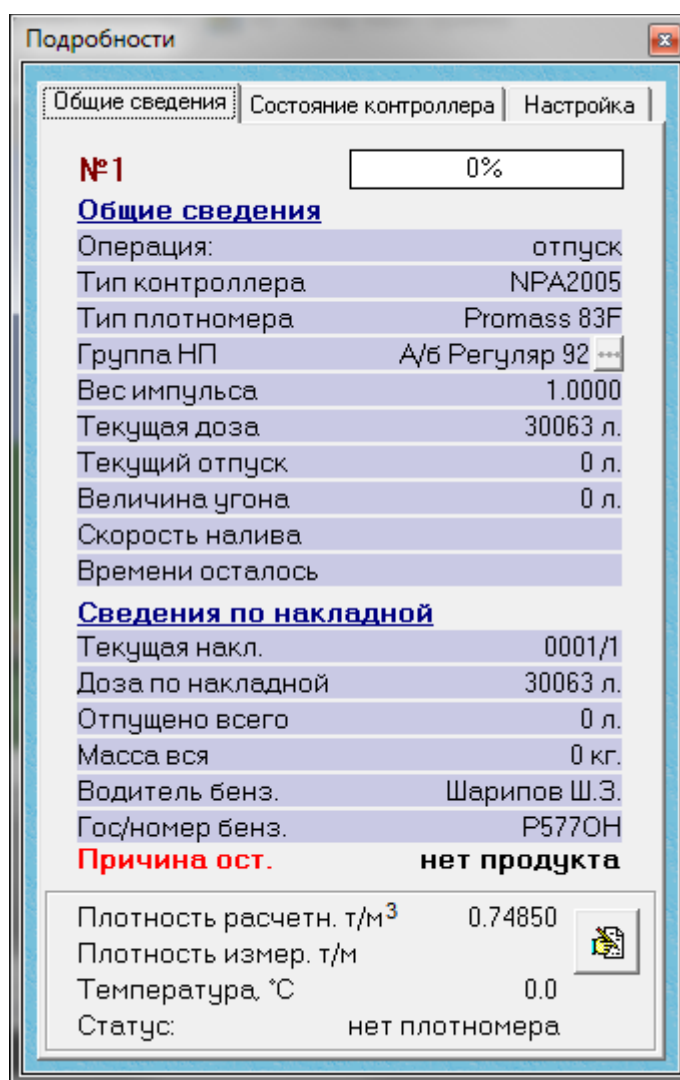 Подробности
Общие сведения Состояние контроллера Настройка
№1 0%
Общие сведения
Операция: отпуск
Тип контроллера NPA2005
Тип плотномера Promass 83F
Группа НП А/б Регуляр 92 ...
Вес импульса 1.0000
Текущая доза 30063 л.
Текущий отпуск 0 л.
Величина угона 0 л.
Скорость налива
Времени осталось
Сведения по накладной
Текущая накл. 0001/1
Доза по накладной 30063 л.
Отпущено всего 0 л.
Масса вся 0 кг.
Водитель бенз. Шарипов Ш.З.
Гос/номер бенз. Р577ОН
Причина ост. нет продукта
Плотность расчетн. т/м³ 0.74850
Плотность измер. т/м
Температура, °С 0.0
Статус: нет плотномера